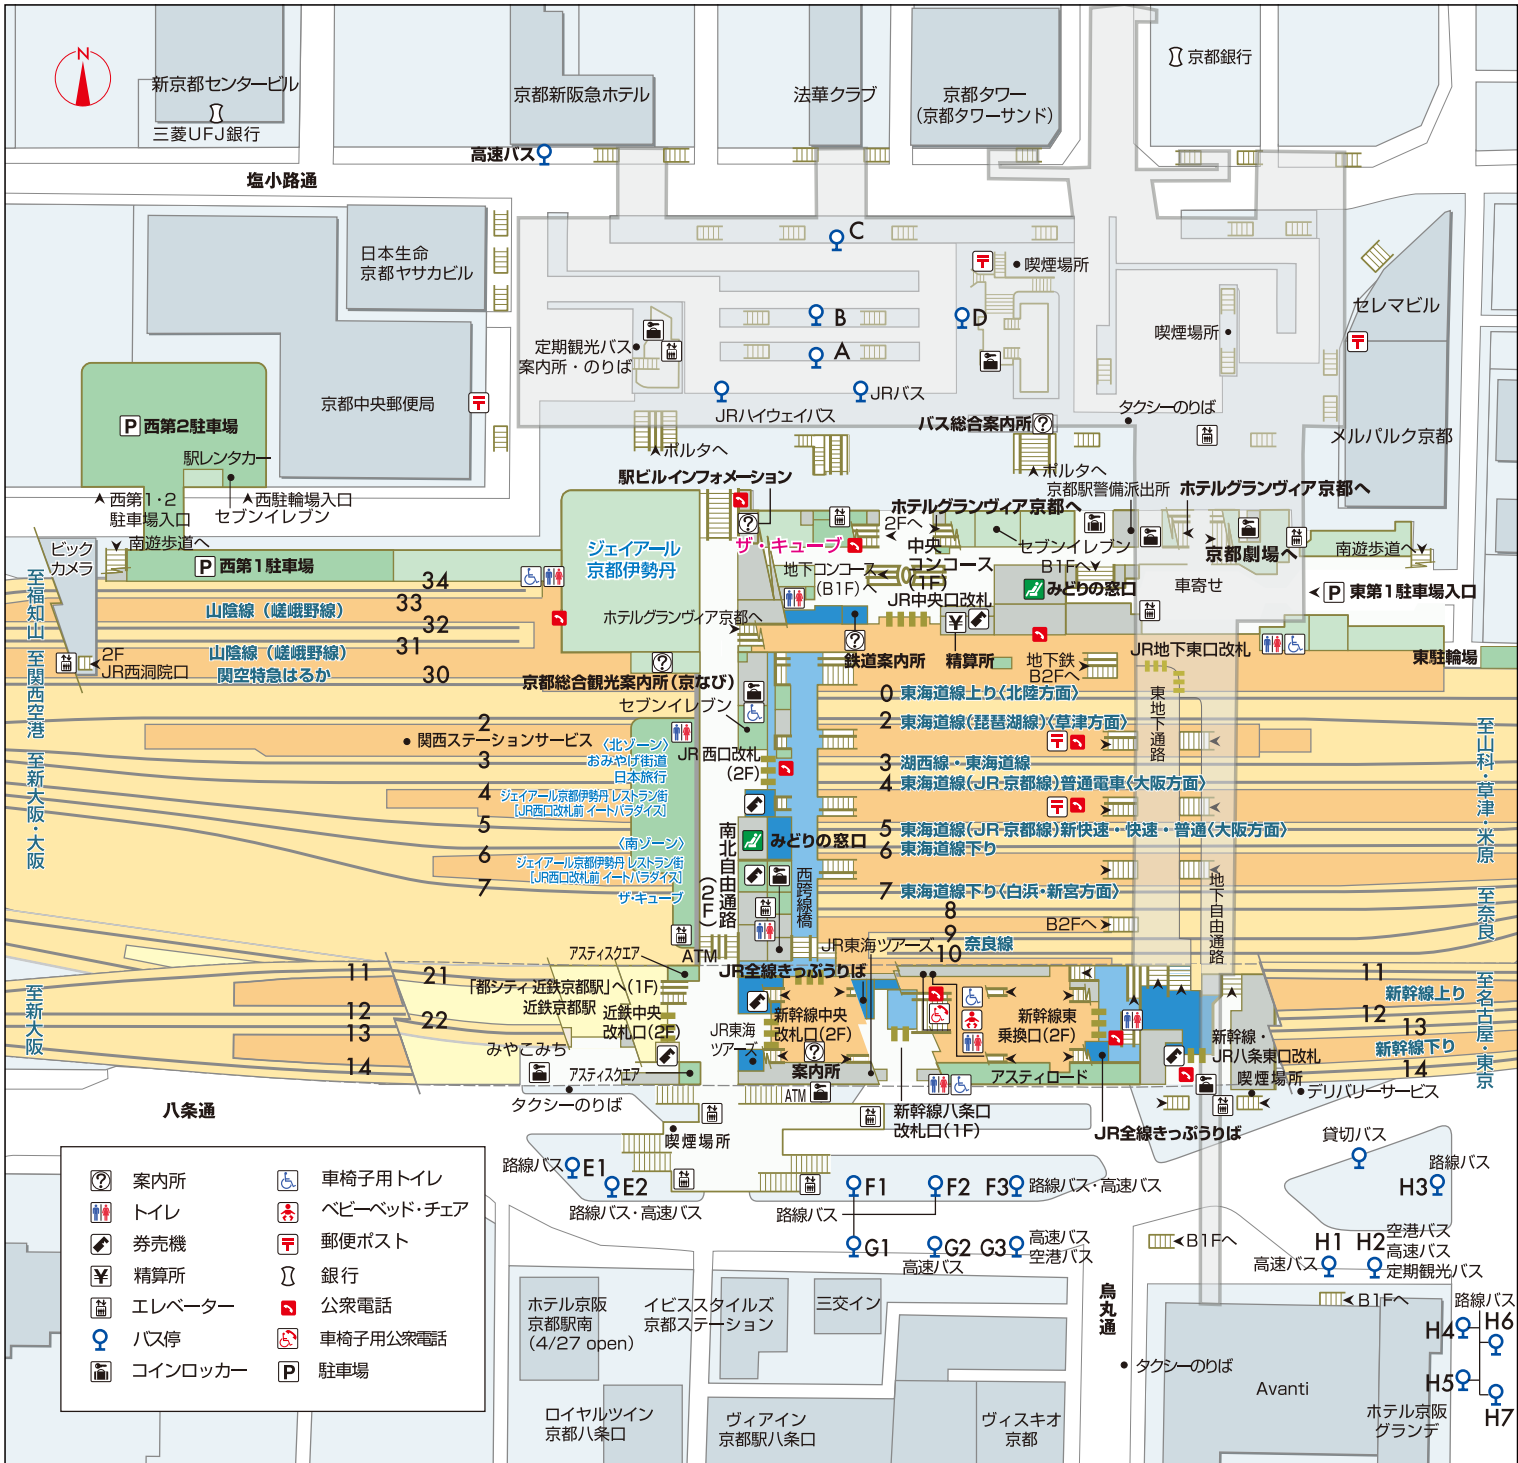 N
新京都センタービル
三菱UFJ銀行
京都新阪急ホテル
高速バス
法華クラブ
京都タワー
(京都タワーサンド)
京都銀行
塩小路通
日本生命
京都ヤサカビル
京都中央郵便局
P 西第2駐車場
駅レンタカー
西第1・2
駐車場入口
セブンイレブン
西駐輪場入口
C
B
A
D
喫煙場所
定期観光バス
案内所・のりば
JRハイウェイバス
JRバス
喫煙場所
セレマビル
メルパルク京都
タクシーのりば
バス総合案内所
ポルタへ
ポルタへ
京都駅警備派出所
駅ビルインフォメーション
ホテルグランヴィア京都へ
ホテルグランヴィア京都へ
2Fへ
ザ・キューブ
中央
コンコース
(1F)
セブンイレブン
B1Fへ
京都劇場へ
南遊歩道へ
ビック
カメラ
南遊歩道へ
P 西第1駐車場
ジェイアール
京都伊勢丹
地下コンコース
(B1F)へ
JR中央口改札
みどりの窓口
車寄せ
P 東第1駐車場入口
至福知山
至関西空港
至新大阪・大阪
至新大阪
34
33
山陰線(嵯峨野線)
32
31
山陰線(嵯峨野線)
30
関空特急はるか
2F
JR西洞院口
ホテルグランヴィア京都へ
鉄道案内所
精算所
地下鉄
B2Fへ
JR地下東口改札
東駐輪場
京都総合観光案内所(京なび)
セブンイレブン
0 東海道線上り〈北陸方面〉
2 東海道線(琵琶湖線)〈草津方面〉
3 湖西線・東海道線
4 東海道線(JR京都線)普通電車〈大阪方面〉
5 東海道線(JR京都線)新快速・快速・普通〈大阪方面〉
6 東海道線下り
7 東海道線下り〈白浜・新宮方面〉
8
9
奈良線
10
B2Fへ
東地下通路
地下自由通路
至山科・草津・米原
至奈良
至名古屋・東京
2
関西ステーションサービス
3
4
5
6
7
〈北ゾーン〉
おみやげ街道
日本旅行
ジェイアール京都伊勢丹 レストラン街
[JR西口改札前 イートパラダイス]
〈南ゾーン〉
ジェイアール京都伊勢丹 レストラン街
[JR西口改札前 イートパラダイス]
ザ・キューブ
JR西口改札
(2F)
みどりの窓口
南北自由通路(2F)
西跨線橋
ATM
アスティスクエア
JR東海ツアーズ
JR全線きっぷうりば
11
21
12
22
13
14
「都シティ 近鉄京都駅」へ(1F)
近鉄京都駅
近鉄中央
改札口(2F)
みやこみち
アスティスクエア
JR東海
ツアーズ
新幹線中央
改札口(2F)
案内所
新幹線東
乗換口(2F)
アスティロード
新幹線・
JR八条東口改札
喫煙場所
デリバリーサービス
11
新幹線上り
12
13
新幹線下り
14
八条通
タクシーのりば
喫煙場所
ATM
新幹線八条口
改札口(1F)
JR全線きっぷうりば
路線バス
E1
E2
路線バス・高速バス
F1
F2
F3
路線バス・高速バス
路線バス
G1
G2
G3
高速バス
高速バス
空港バス
貸切バス
路線バス
H3
B1Fへ
H1
高速バス
H2
空港バス
高速バス
定期観光バス
B1Fへ
路線バス
H4
H6
H5
H7
烏丸通
タクシーのりば
Avanti
ホテル京阪
グランデ
ホテル京阪
京都駅南
(4/27 open)
イビススタイルズ
京都ステーション
三交イン
ロイヤルツイン
京都八条口
ヴィアイン
京都駅八条口
ヴィスキオ
京都
案内所
トイレ
券売機
精算所
エレベーター
バス停
コインロッカー
車椅子用トイレ
ベビーベッド・チェア
郵便ポスト
銀行
公衆電話
車椅子用公衆電話
P 駐車場